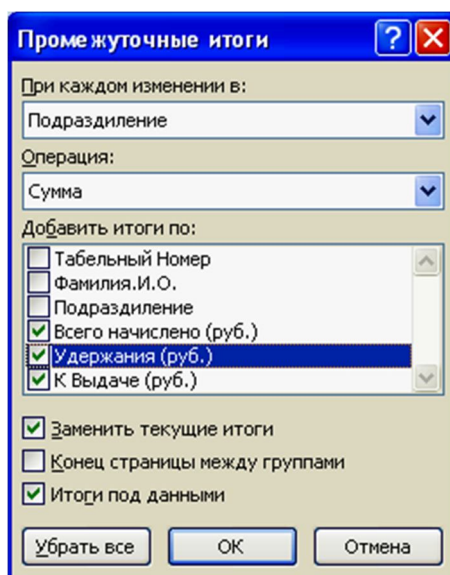 Промежуточные итоги
При каждом изменении в:
Подразделение
Операция:
Сумма
Добавить итоги по:
Табельный Номер
Фамилия.И.О.
Подразделение
Всего начислено (руб.)
Удержания (руб.)
К Выдаче (руб.)
Заменить текущие итоги
Конец страницы между группами
Итоги под данными
Убрать все
ОК
Отмена